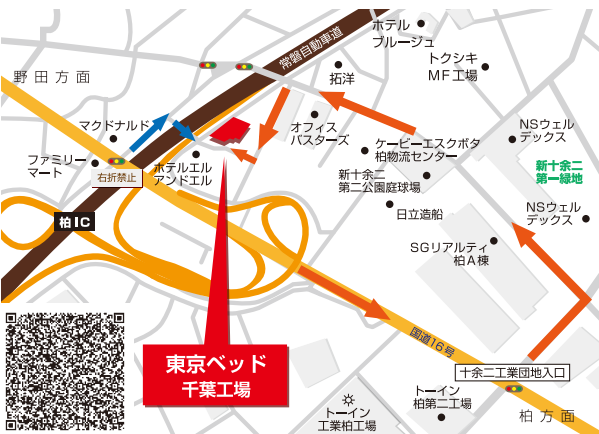 ホテル
ブルージュ
常磐自動車道
トクシキ
MF工場
拓洋
野田方面
マクドナルド
オフィス
バスターズ
NSウェル
デックス
ケービーエスクボタ
柏物流センター
ファミリー
マート
右折禁止
ホテルエル
アンドエル
新十余二
第二公園庭球場
新十余二
第一緑地
NSウェル
デックス
日立造船
柏IC
SGリアルティ
柏A棟
国道16号
東京ベッド
千葉工場
十余二工業団地入口
トーイン
工業柏工場
トーイン
柏第二工場
柏方面